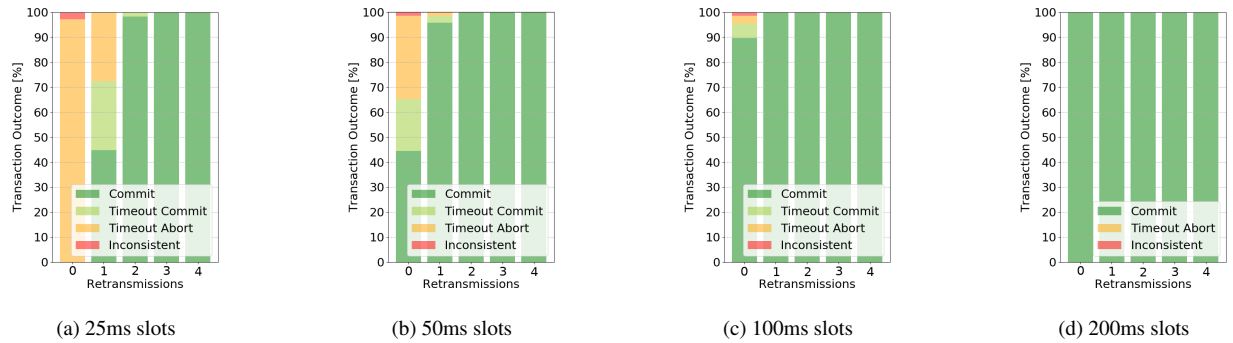 Transaction Outcome [%]
100
90
80
70
60
50
40
30
20
10
0
Commit
Timeout Commit
Timeout Abort
Inconsistent
0 1 2 3 4
Retransmissions
(a) 25ms slots
Transaction Outcome [%]
100
90
80
70
60
50
40
30
20
10
0
Commit
Timeout Commit
Timeout Abort
Inconsistent
0 1 2 3 4
Retransmissions
(b) 50ms slots
Transaction Outcome [%]
100
90
80
70
60
50
40
30
20
10
0
Commit
Timeout Commit
Timeout Abort
Inconsistent
0 1 2 3 4
Retransmissions
(c) 100ms slots
Transaction Outcome [%]
100
90
80
70
60
50
40
30
20
10
0
Commit
Timeout Abort
Inconsistent
0 1 2 3 4
Retransmissions
(d) 200ms slots